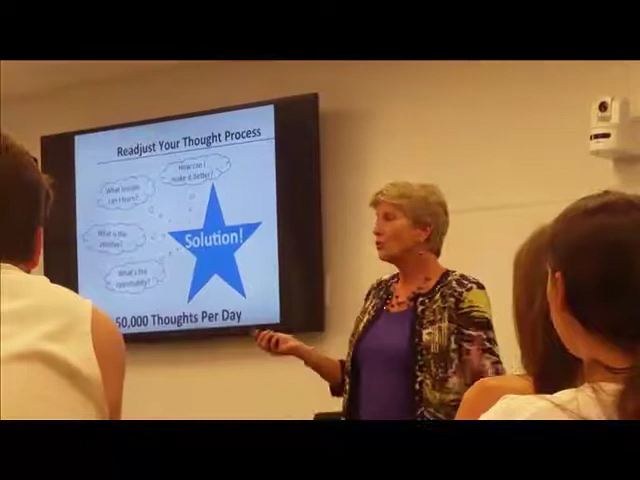 Readjust Your Thought Process
How can I
make it better?
What lesson
can I learn?
Solution!
What is the
What is the
opportunity?
50,000 Thoughts Per Day